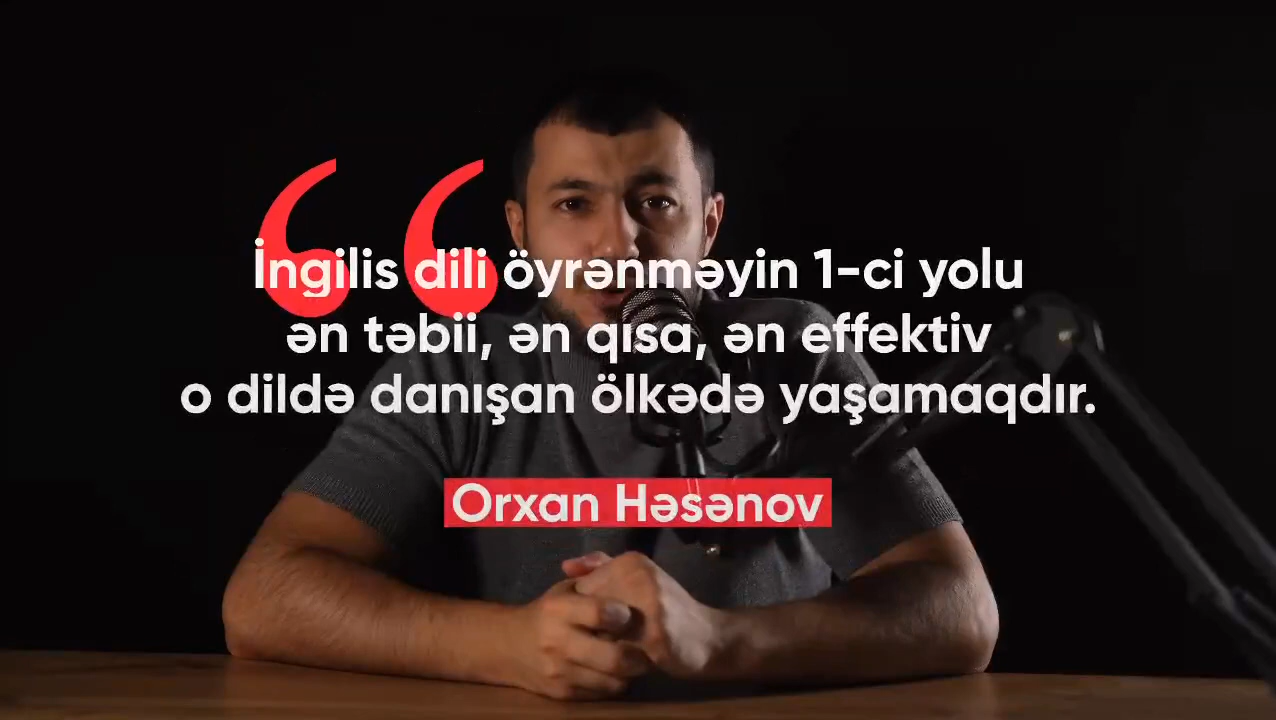 İngilis dili öyrənməyin 1-ci yolu
ən təbii, ən qısa, ən effektiv
o dildə danışan ölkədə yaşamaqdır.
Orxan Həsənov